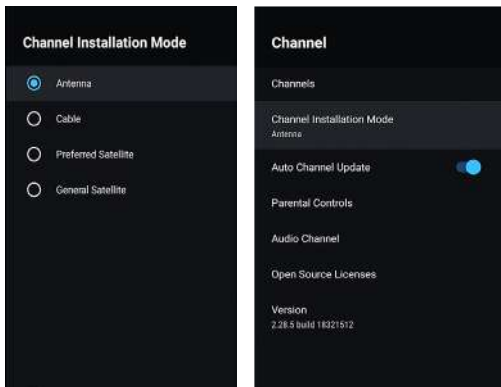 Channel Installation Mode
Antenna
Cable
Preferred Satellite
General Satellite
Channel
Channels
Channel Installation Mode
Antenna
Auto Channel Update
Parental Controls
Audio Channel
Open Source Licenses
Version
2.28.5 build 18321512